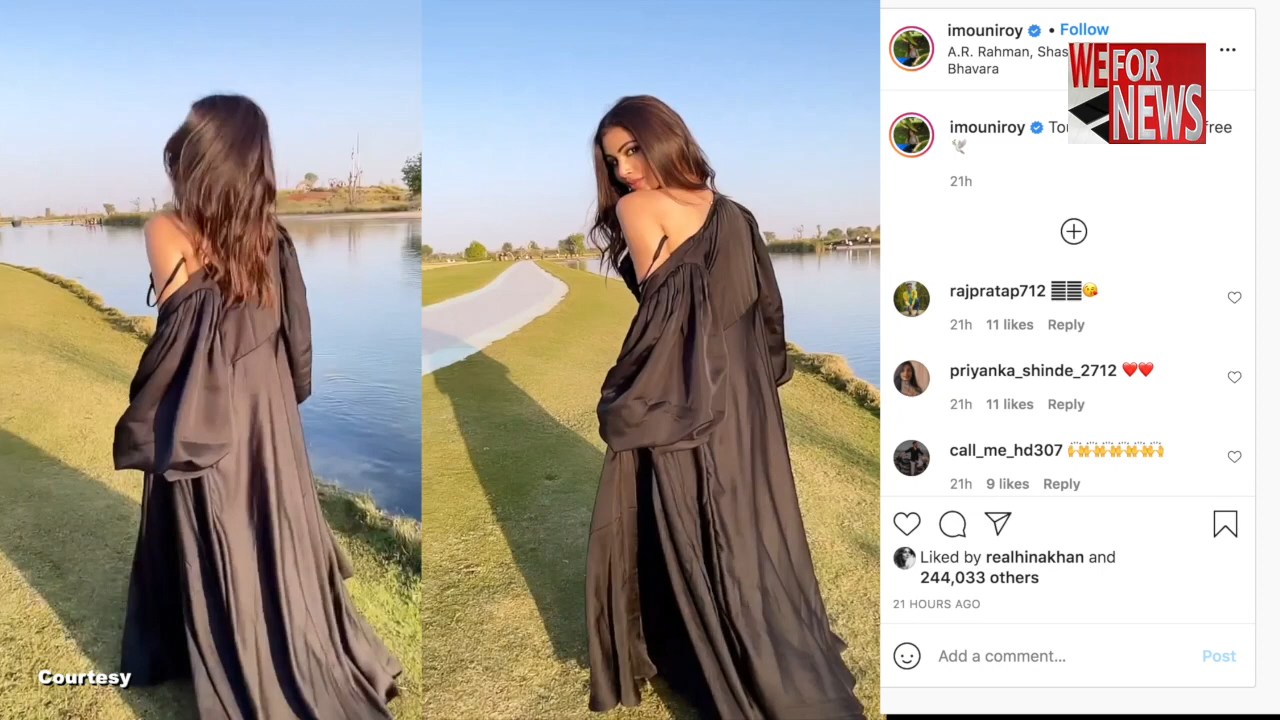 imouniroy • Follow
A.R. Rahman, Shas
Bhavara
WE FOR NEWS
imouniroy free
🕊
21h
rajpratap712 😘
21h 11 likes Reply
priyanka_shinde_2712 ❤️❤️
21h 11 likes Reply
call_me_hd307 🙌🙌🙌🙌🙌🙌
21h 9 likes Reply
Liked by realhinakhan and
244,033 others
21 HOURS AGO
Add a comment... Post
Courtesy